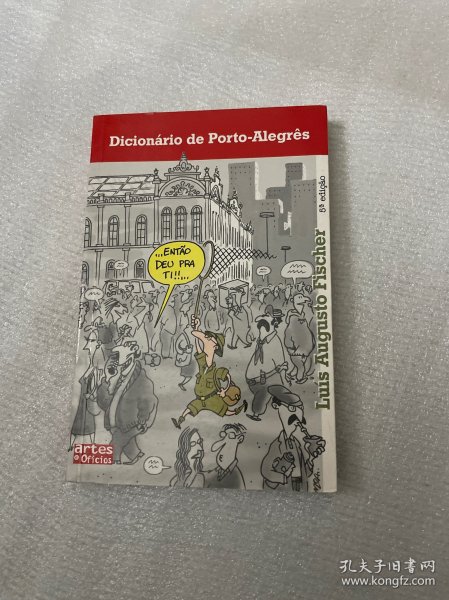 Dicionário de Porto-Alegrês
...ENTÃO
DEU PRA
TI!!...
Luís Augusto Fischer
5ª edição
artes
e Ofícios
孔夫子旧书网
www.kongfz.com